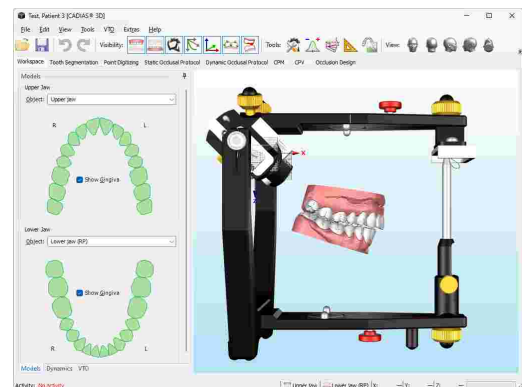 Test, Patient 3 [CADIAS® 3D]
File Edit View Tools VTO Extras Help
Visibility: Tools: View:
Workspace Tooth Segmentation Point Digitizing Static Occlusal Protocol Dynamic Occlusal Protocol CPM CPV Occlusion Design
Models
Upper Jaw
Object: Upper Jaw
R L
Show Gingiva
Lower Jaw
Object: Lower Jaw (RP)
Show Gingiva
R L
Models Dynamics VTO
Activity: No activity Upper Jaw Lower Jaw (RP) X: — Y: — Z:
X
Z